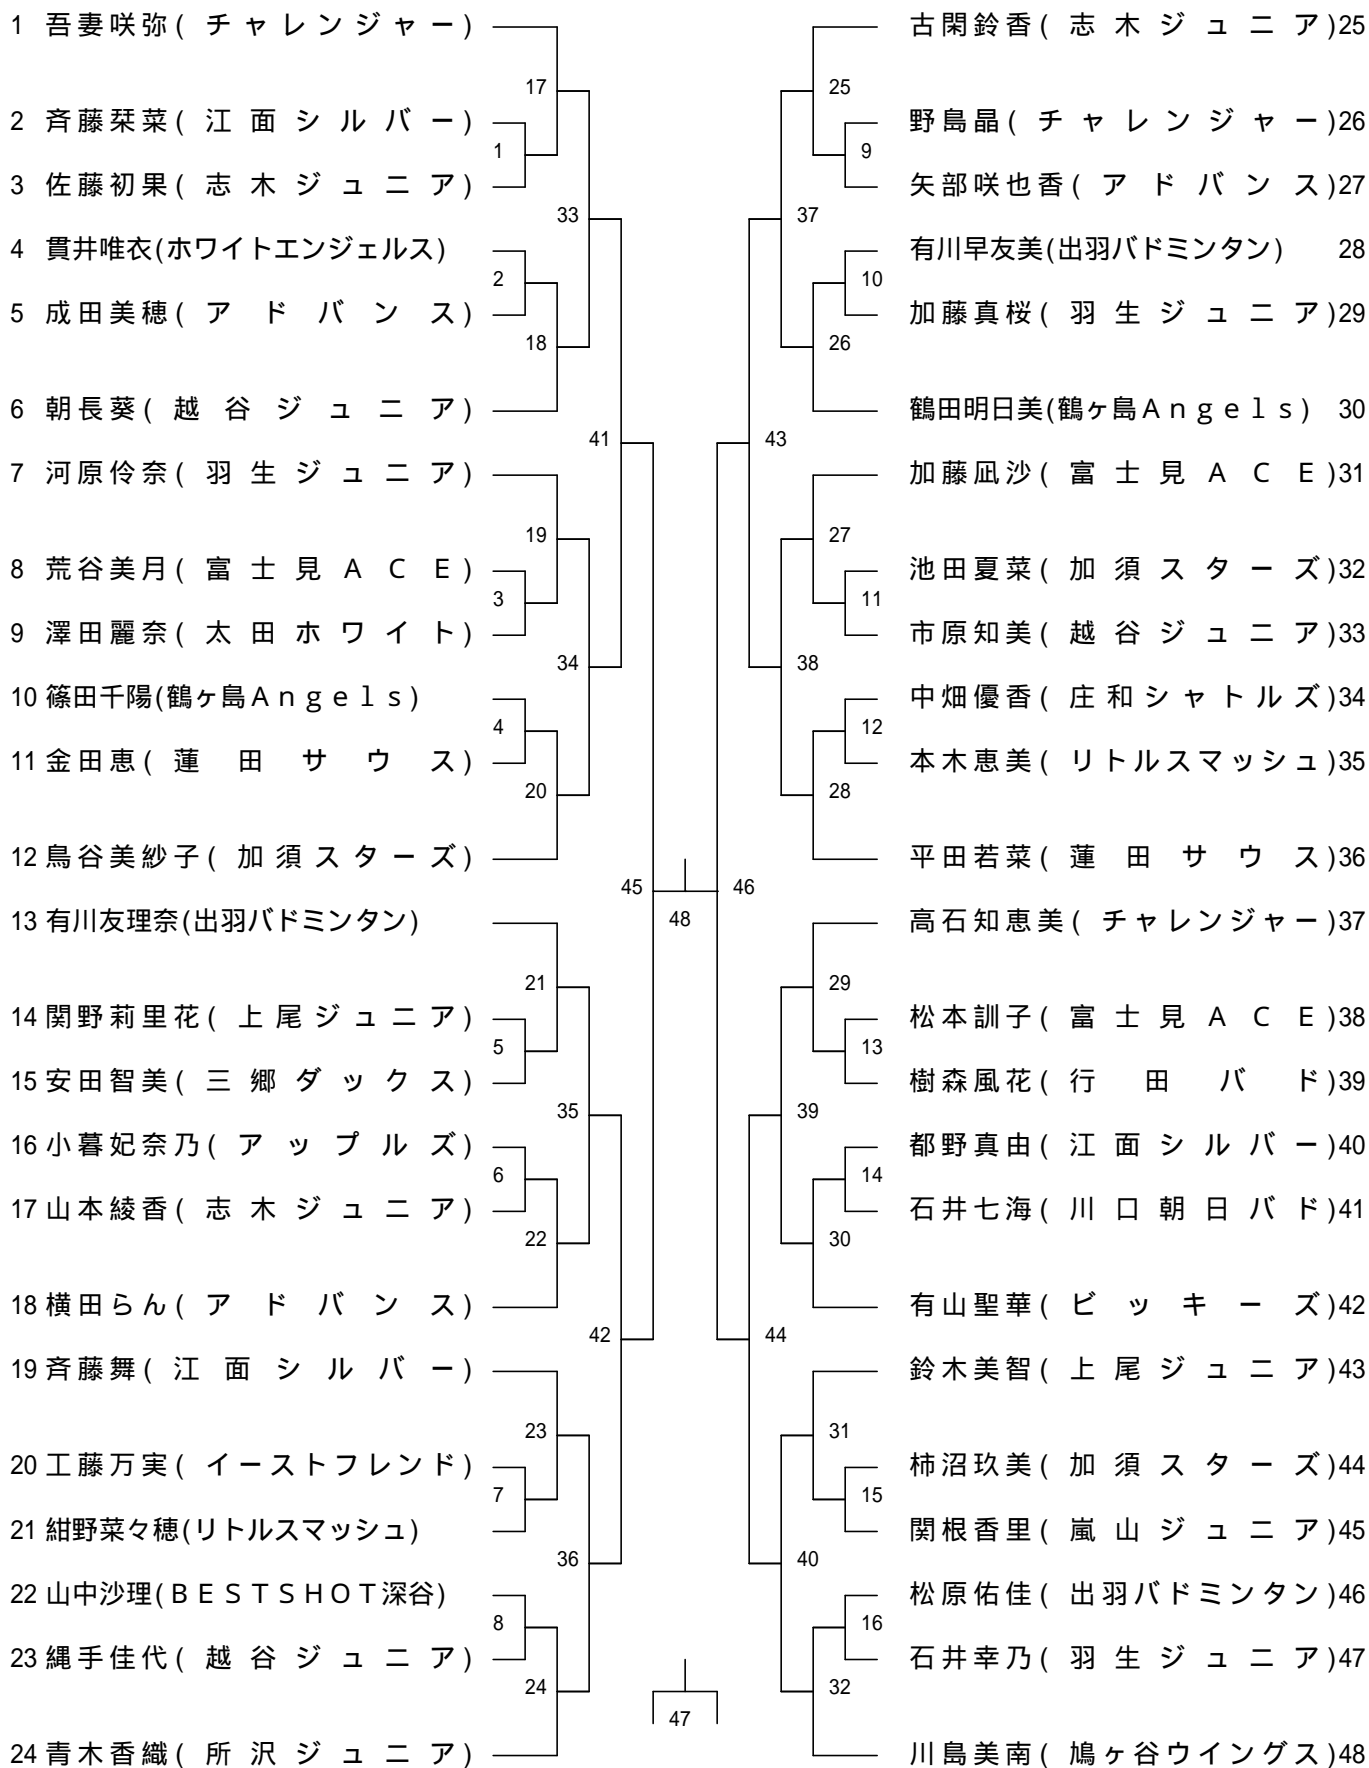 1 吾妻咲弥(チャレンジャー)
17
2 斉藤栞菜(江面シルバー)
1
3 佐藤初果(志木ジュニア)
33
4 貫井唯衣(ホワイトエンジェルス)
2
5 成田美穂(アドバンス)
18
6 朝長葵(越谷ジュニア)
41
7 河原伶奈(羽生ジュニア)
19
8 荒谷美月(富士見ACE)
3
9 澤田麗奈(太田ホワイト)
34
10 篠田千陽(鶴ヶ島Angels)
4
11 金田恵(蓮田サウス)
20
12 鳥谷美紗子(加須スターズ)
45
13 有川友理奈(出羽バドミンタン)
21
14 関野莉里花(上尾ジュニア)
5
15 安田智美(三郷ダックス)
35
16 小暮妃奈乃(アップルズ)
6
17 山本綾香(志木ジュニア)
22
18 横田らん(アドバンス)
42
19 斉藤舞(江面シルバー)
23
20 工藤万実(イーストフレンド)
7
21 紺野菜々穂(リトルスマッシュ)
36
22 山中沙理(BESTSHOT深谷)
8
23 縄手佳代(越谷ジュニア)
24
24 青木香織(所沢ジュニア)
48
47
古閑鈴香(志木ジュニア)25
25
野島晶(チャレンジャー)26
9
矢部咲也香(アドバンス)27
37
有川早友美(出羽バドミンタン) 28
10
加藤真桜(羽生ジュニア)29
26
鶴田明日美(鶴ヶ島Angels) 30
43
加藤凪沙(富士見ACE)31
27
池田夏菜(加須スターズ)32
11
市原知美(越谷ジュニア)33
38
中畑優香(庄和シャトルズ)34
12
本木恵美(リトルスマッシュ)35
28
平田若菜(蓮田サウス)36
46
高石知恵美(チャレンジャー)37
29
松本訓子(富士見ACE)38
13
樹森風花(行田バド)39
39
都野真由(江面シルバー)40
14
石井七海(川口朝日バド)41
30
有山聖華(ビッキーズ)42
44
鈴木美智(上尾ジュニア)43
31
柿沼玖美(加須スターズ)44
15
関根香里(嵐山ジュニア)45
40
松原佑佳(出羽バドミンタン)46
16
石井幸乃(羽生ジュニア)47
32
川島美南(鳩ヶ谷ウイングス)48